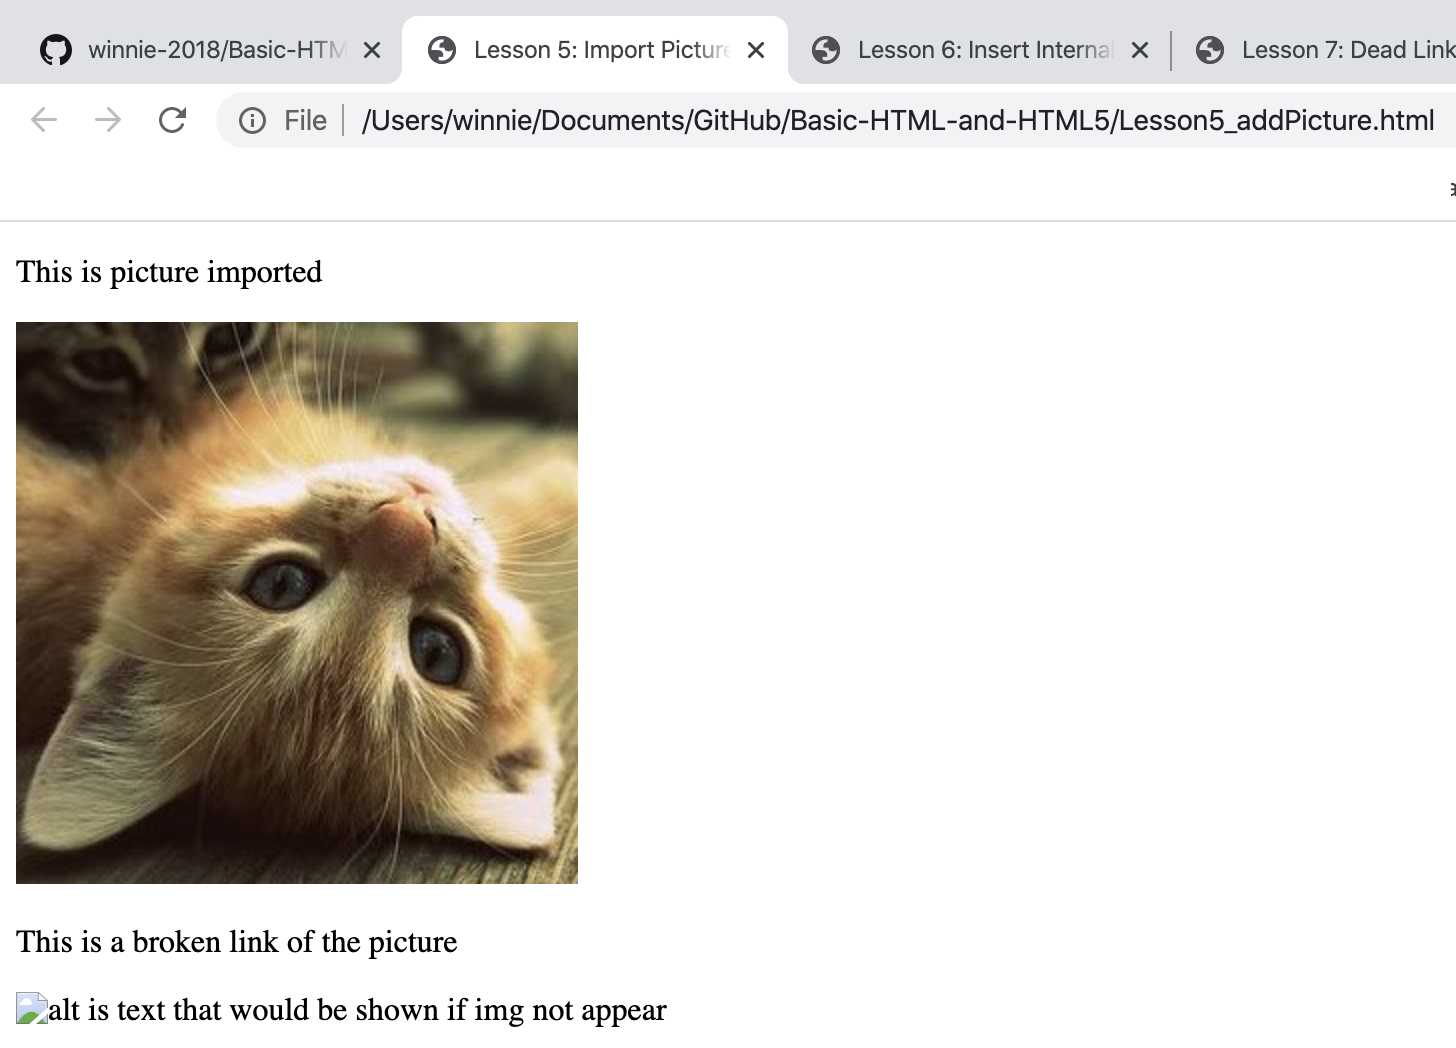 winnie-2018/Basic-HTM
Lesson 5: Import Picture
Lesson 6: Insert Internal
Lesson 7: Dead Link
File
/Users/winnie/Documents/GitHub/Basic-HTML-and-HTML5/Lesson5_addPicture.html
This is picture imported
This is a broken link of the picture
alt is text that would be shown if img not appear